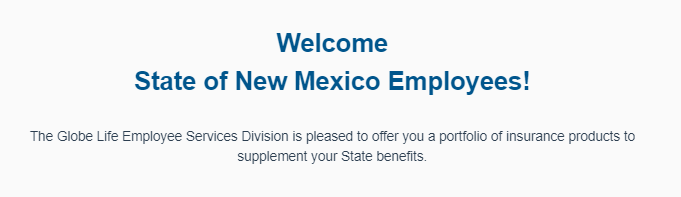 Welcome
State of New Mexico Employees!
The Globe Life Employee Services Division is pleased to offer you a portfolio of insurance products to
supplement your State benefits.